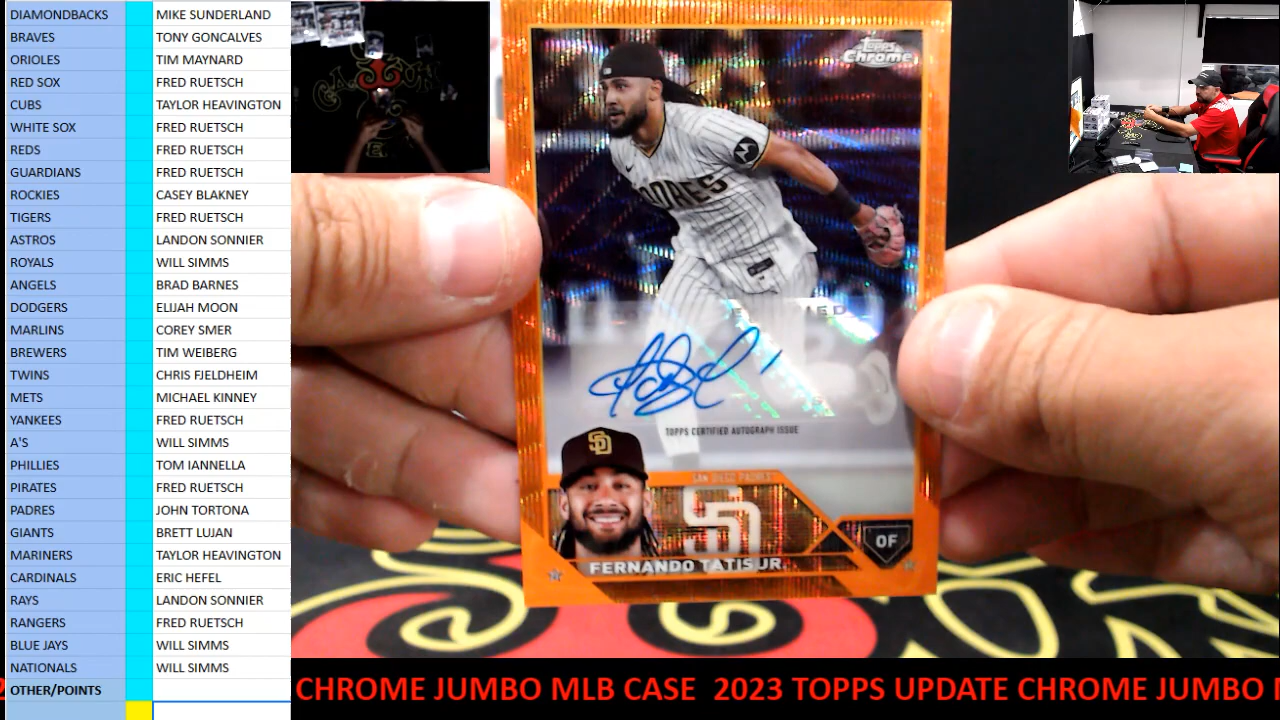 DIAMONDBACKS MIKE SUNDERLAND
BRAVES TONY GONCALVES
ORIOLES TIM MAYNARD
RED SOX FRED RUETSCH
CUBS TAYLOR HEAVINGTON
WHITE SOX FRED RUETSCH
REDS FRED RUETSCH
GUARDIANS FRED RUETSCH
ROCKIES CASEY BLAKNEY
TIGERS FRED RUETSCH
ASTROS LANDON SONNIER
ROYALS WILL SIMMS
ANGELS BRAD BARNES
DODGERS ELIJAH MOON
MARLINS COREY SMER
BREWERS TIM WEIBERG
TWINS CHRIS FJELDHEIM
METS MICHAEL KINNEY
YANKEES FRED RUETSCH
A'S WILL SIMMS
PHILLIES TOM IANNELLA
PIRATES FRED RUETSCH
PADRES JOHN TORTONA
GIANTS BRETT LUJAN
MARINERS TAYLOR HEAVINGTON
CARDINALS ERIC HEFEL
RAYS LANDON SONNIER
RANGERS FRED RUETSCH
BLUE JAYS WILL SIMMS
NATIONALS WILL SIMMS
OTHER/POINTS
Topps
Chrome
TOPPS CERTIFIED AUTOGRAPH ISSUE
SAN DIEGO PADRES
SD
OF
FERNANDO TATIS JR.
CHROME JUMBO MLB CASE 2023 TOPPS UPDATE CHROME JUMBO